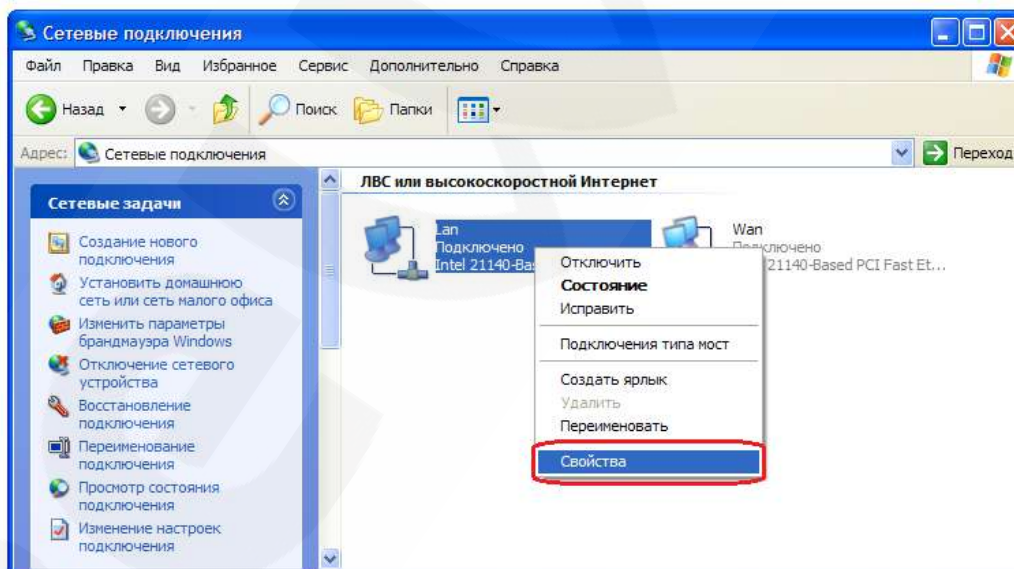 Сетевые подключения
Файл Правка Вид Избранное Сервис Дополнительно Справка
Назад Поиск Папки
Адрес: Сетевые подключения Переход
Сетевые задачи
Создание нового
подключения
Установить домашнюю
сеть или сеть малого офиса
Изменить параметры
брандмауэра Windows
Отключение сетевого
устройства
Восстановление
подключения
Переименование
подключения
Просмотр состояния
подключения
Изменение настроек
подключения
ЛВС или высокоскоростной Интернет
Lan
Подключено
Intel 21140-Bas
Wan
Подключено
21140-Based PCI Fast Et...
Отключить
Состояние
Исправить
Подключения типа мост
Создать ярлык
Удалить
Переименовать
Свойства